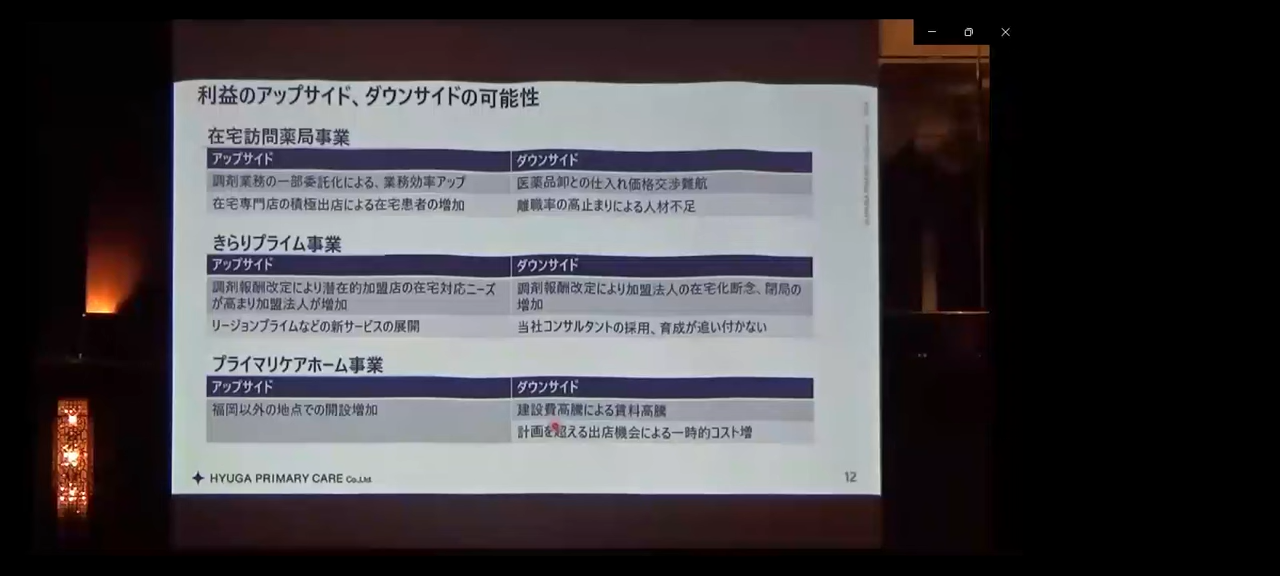 利益のアップサイド、ダウンサイドの可能性
在宅訪問薬局事業
アップサイド ダウンサイド
調剤業務の一部委託化による、業務効率アップ 医薬品卸との仕入れ価格交渉難航
在宅専門店の積極出店による在宅患者の増加 離職率の高止まりによる人材不足
きらりプライム事業
アップサイド ダウンサイド
調剤報酬改定により潜在的加盟店の在宅対応ニーズ 調剤報酬改定により加盟法人の在宅化断念、閉局の
が高まり加盟法人が増加 増加
リージョンプライムなどの新サービスの展開 当社コンサルタントの採用、育成が追い付かない
プライマリケアホーム事業
アップサイド ダウンサイド
福岡以外の地点での開設増加 建設費高騰による賃料高騰
計画を超える出店機会による一時的コスト増
HYUGA PRIMARY CARE Co.,Ltd.
12